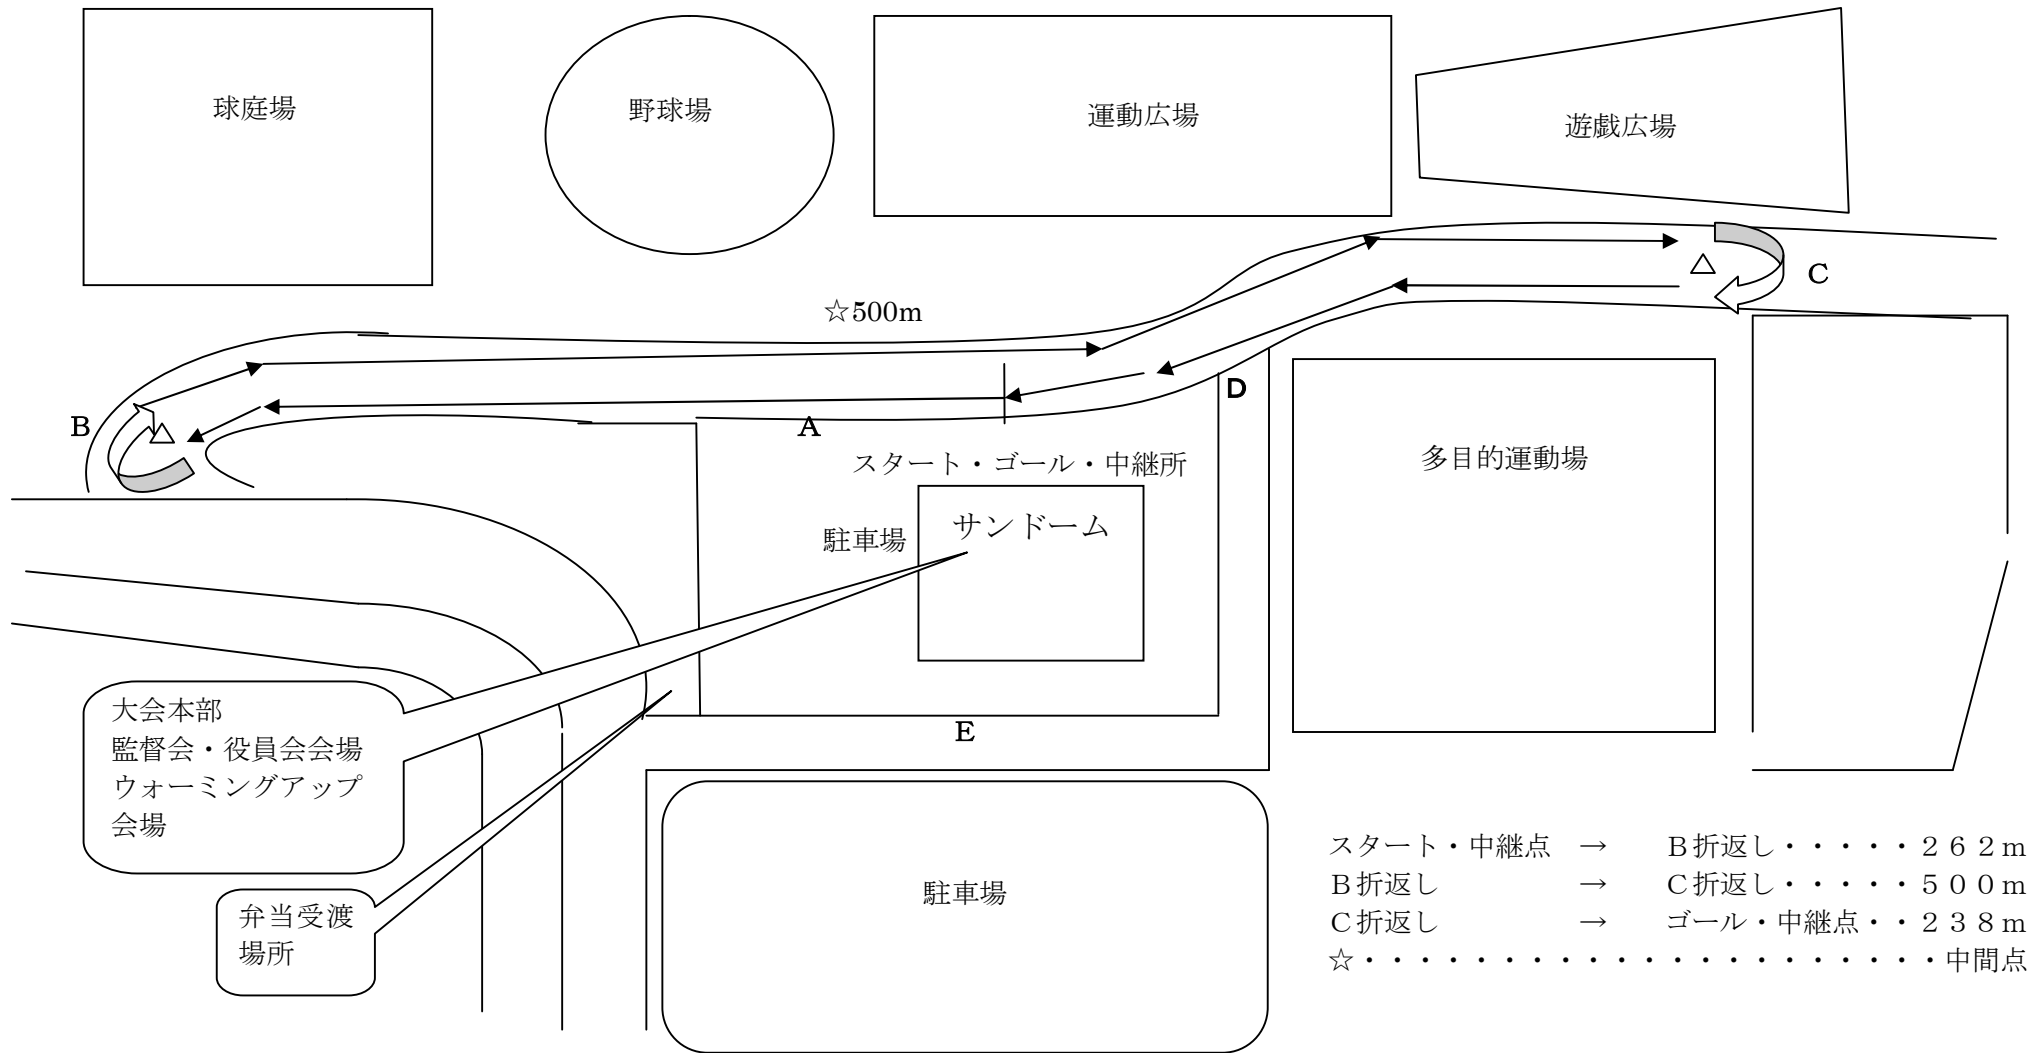 球庭場
野球場
運動広場
遊戯広場
☆500m
C
B
A
D
スタート・ゴール・中継所
多目的運動場
駐車場
サンドーム
大会本部
監督会・役員会会場
ウォーミングアップ
会場
E
弁当受渡
場所
駐車場
スタート・中継点　→　Ｂ折返し・・・・・２６２ｍ
Ｂ折返し　→　Ｃ折返し・・・・・５００ｍ
Ｃ折返し　→　ゴール・中継点・・２３８ｍ
☆・・・・・・・・・・・・・・・・・・・・・中間点